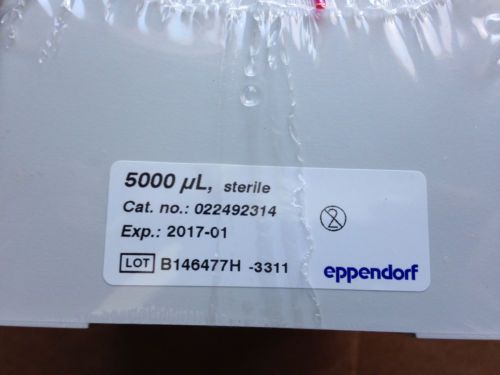 5000 µL, sterile
Cat. no.: 022492314
Exp.: 2017-01
LOT B146477H -3311
eppendorf